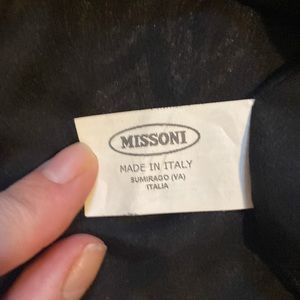 MISSONI
MADE IN ITALY
SUMIRAGO (VA)
ITALIA